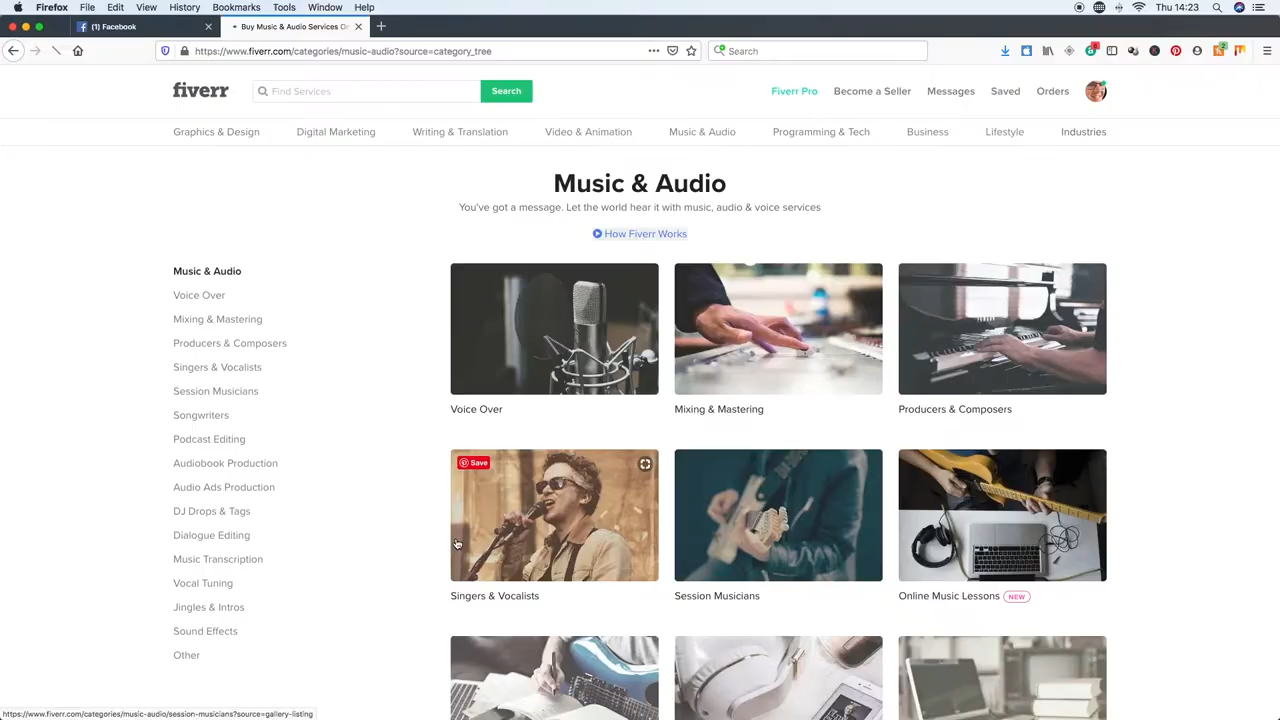 Firefox File Edit View History Bookmarks Tools Window Help Thu 14:23
(1) Facebook Buy Music & Audio Services On
https://www.fiverr.com/categories/music-audio?source=category_tree Search
fiverr Find Services Search Fiverr Pro Become a Seller Messages Saved Orders
Graphics & Design Digital Marketing Writing & Translation Video & Animation Music & Audio Programming & Tech Business Lifestyle Industries
Music & Audio
You've got a message. Let the world hear it with music, audio & voice services
How Fiverr Works
Music & Audio
Voice Over
Mixing & Mastering
Producers & Composers
Singers & Vocalists
Session Musicians
Songwriters
Podcast Editing
Audiobook Production
Audio Ads Production
DJ Drops & Tags
Dialogue Editing
Music Transcription
Vocal Tuning
Jingles & Intros
Sound Effects
Other
Voice Over Mixing & Mastering Producers & Composers
Save
Singers & Vocalists Session Musicians Online Music Lessons NEW
https://www.fiverr.com/categories/music-audio/session-musicians?source=gallery-listing